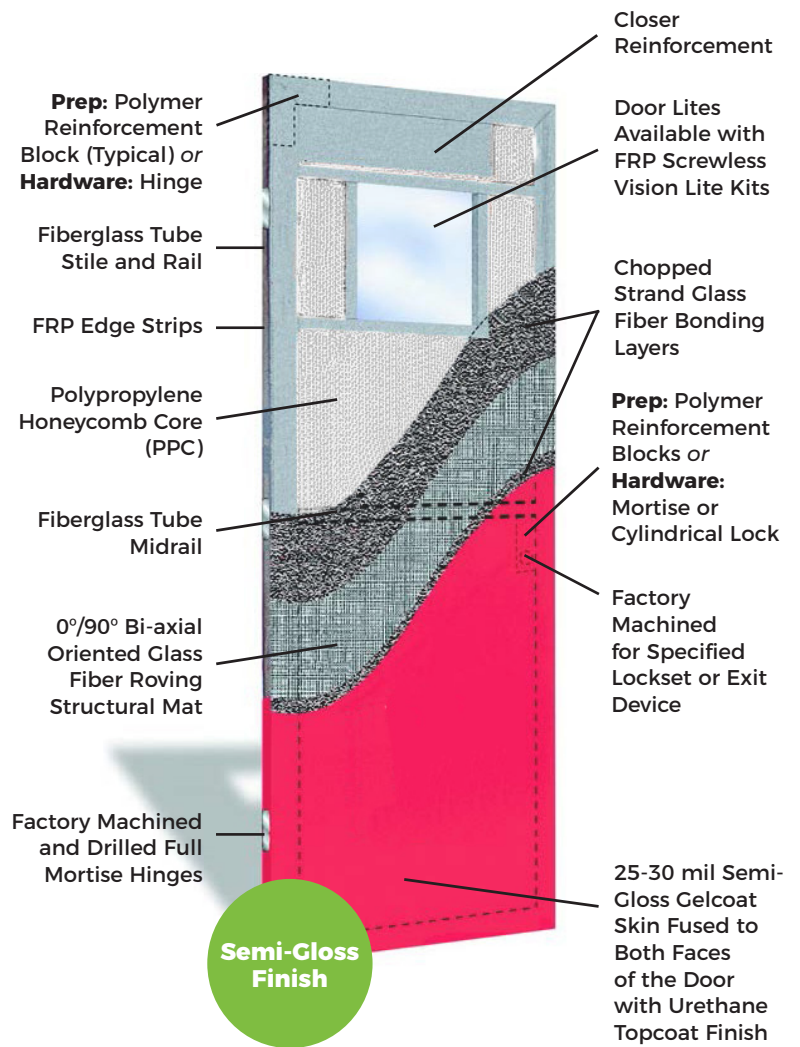 Prep: Polymer
Reinforcement
Block (Typical) or
Hardware: Hinge
Fiberglass Tube
Stile and Rail
FRP Edge Strips
Polypropylene
Honeycomb Core
(PPC)
Fiberglass Tube
Midrail
0°/90° Bi-axial
Oriented Glass
Fiber Roving
Structural Mat
Factory Machined
and Drilled Full
Mortise Hinges
Semi-Gloss
Finish
Closer
Reinforcement
Door Lites
Available with
FRP Screwless
Vision Lite Kits
Chopped
Strand Glass
Fiber Bonding
Layers
Prep: Polymer
Reinforcement
Blocks or
Hardware:
Mortise or
Cylindrical Lock
Factory
Machined
for Specified
Lockset or Exit
Device
25-30 mil Semi-
Gloss Gelcoat
Skin Fused to
Both Faces
of the Door
with Urethane
Topcoat Finish